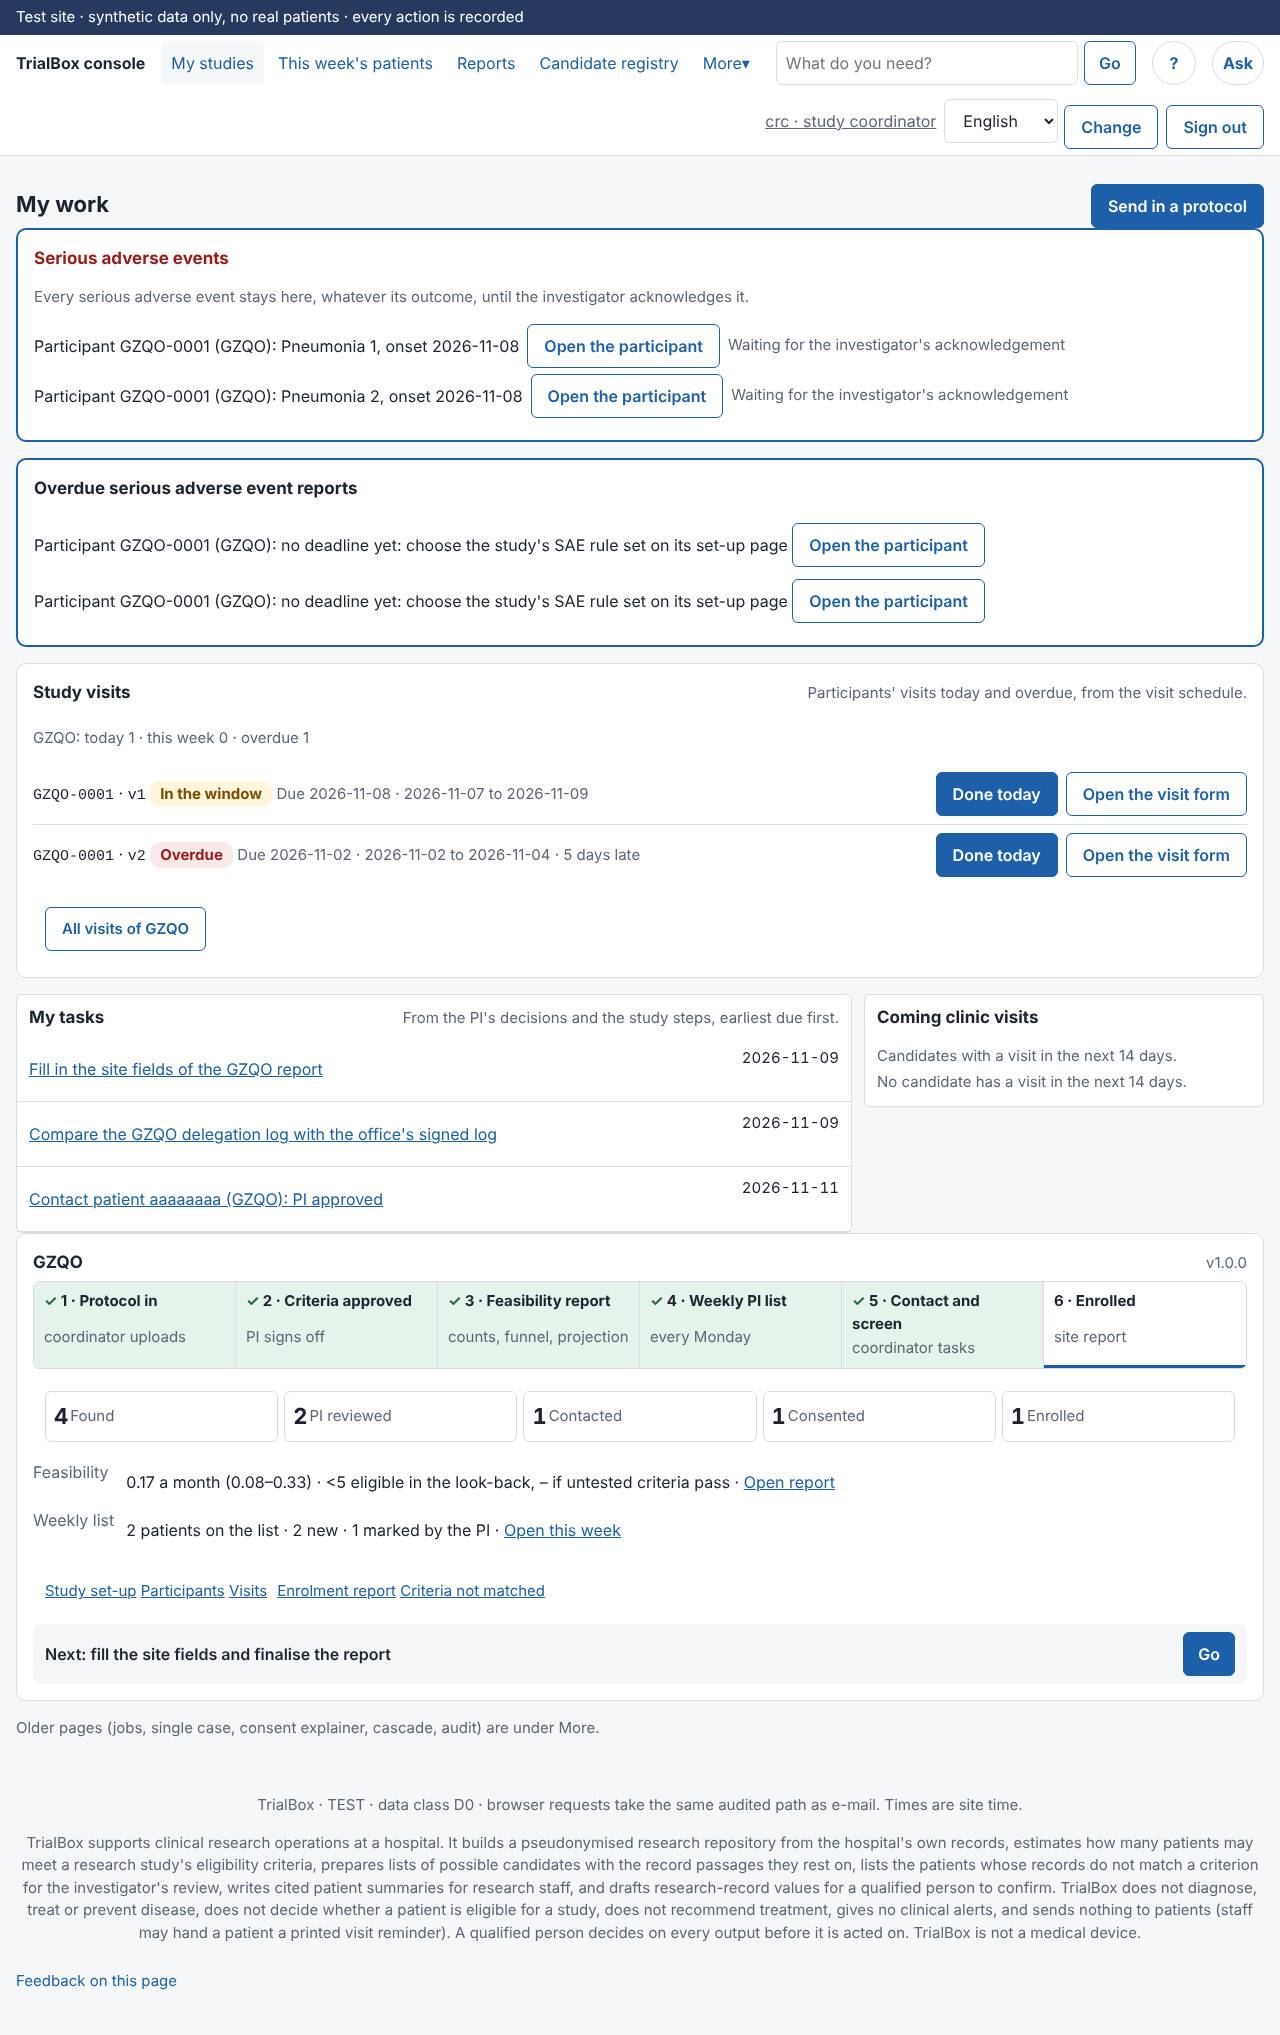 Test site · synthetic data only, no real patients · every action is recorded
TrialBox console
My studies
This week's patients
Reports
Candidate registry
More▾
What do you need?
Go
?
Ask
crc · study coordinator
English
Change
Sign out
My work
Send in a protocol
Serious adverse events
Every serious adverse event stays here, whatever its outcome, until the investigator acknowledges it.
Participant GZQO-0001 (GZQO): Pneumonia 1, onset 2026-11-08 Open the participant Waiting for the investigator's acknowledgement
Participant GZQO-0001 (GZQO): Pneumonia 2, onset 2026-11-08 Open the participant Waiting for the investigator's acknowledgement
Overdue serious adverse event reports
Participant GZQO-0001 (GZQO): no deadline yet: choose the study's SAE rule set on its set-up page Open the participant
Participant GZQO-0001 (GZQO): no deadline yet: choose the study's SAE rule set on its set-up page Open the participant
Study visits
Participants' visits today and overdue, from the visit schedule.
GZQO: today 1 · this week 0 · overdue 1
GZQO-0001 · v1 In the window Due 2026-11-08 · 2026-11-07 to 2026-11-09 Done today Open the visit form
GZQO-0001 · v2 Overdue Due 2026-11-02 · 2026-11-02 to 2026-11-04 · 5 days late Done today Open the visit form
All visits of GZQO
My tasks
From the PI's decisions and the study steps, earliest due first.
Fill in the site fields of the GZQO report 2026-11-09
Compare the GZQO delegation log with the office's signed log 2026-11-09
Contact patient aaaaaaaa (GZQO): PI approved 2026-11-11
Coming clinic visits
Candidates with a visit in the next 14 days.
No candidate has a visit in the next 14 days.
GZQO
v1.0.0
✓ 1 · Protocol in
coordinator uploads
✓ 2 · Criteria approved
PI signs off
✓ 3 · Feasibility report
counts, funnel, projection
✓ 4 · Weekly PI list
every Monday
✓ 5 · Contact and
screen
coordinator tasks
6 · Enrolled
site report
4 Found
2 PI reviewed
1 Contacted
1 Consented
1 Enrolled
Feasibility 0.17 a month (0.08–0.33) · <5 eligible in the look-back, – if untested criteria pass · Open report
Weekly list 2 patients on the list · 2 new · 1 marked by the PI · Open this week
Study set-up Participants Visits Enrolment report Criteria not matched
Next: fill the site fields and finalise the report Go
Older pages (jobs, single case, consent explainer, cascade, audit) are under More.
TrialBox · TEST · data class D0 · browser requests take the same audited path as e-mail. Times are site time.
TrialBox supports clinical research operations at a hospital. It builds a pseudonymised research repository from the hospital's own records, estimates how many patients may
meet a research study's eligibility criteria, prepares lists of possible candidates with the record passages they rest on, lists the patients whose records do not match a criterion
for the investigator's review, writes cited patient summaries for research staff, and drafts research-record values for a qualified person to confirm. TrialBox does not diagnose,
treat or prevent disease, does not decide whether a patient is eligible for a study, does not recommend treatment, gives no clinical alerts, and sends nothing to patients (staff
may hand a patient a printed visit reminder). A qualified person decides on every output before it is acted on. TrialBox is not a medical device.
Feedback on this page